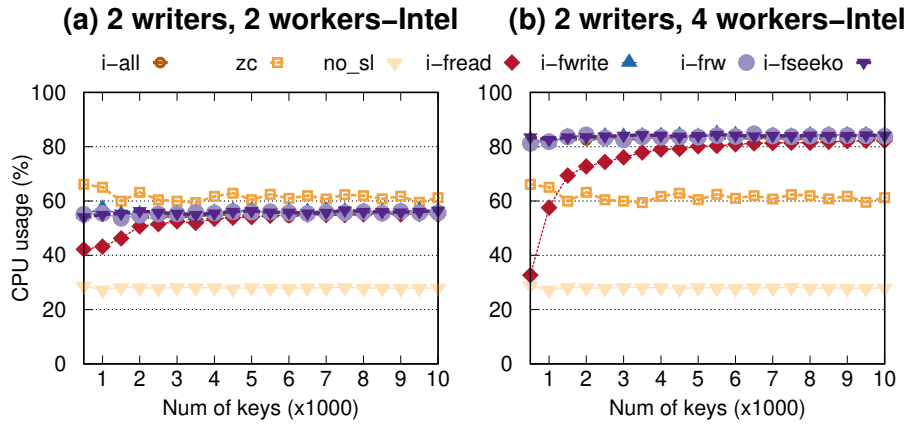 (a) 2 writers, 2 workers−Intel
(b) 2 writers, 4 workers−Intel
i−all zc no_sl i−fread i−fwrite i−frw i−fseeko
CPU usage (%)
100
80
60
40
20
0
1 2 3 4 5 6 7 8 9 10
Num of keys (x1000)
100
80
60
40
20
0
1 2 3 4 5 6 7 8 9 10
Num of keys (x1000)